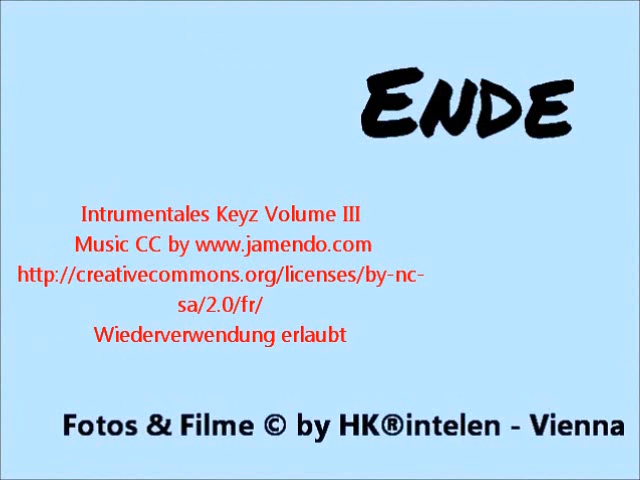 Ende
Intrumentales Keyz Volume III
Music CC by www.jamendo.com
http://creativecommons.org/licenses/by-nc-
sa/2.0/fr/
Wiederverwendung erlaubt
Fotos & Filme © by HK®intelen - Vienna